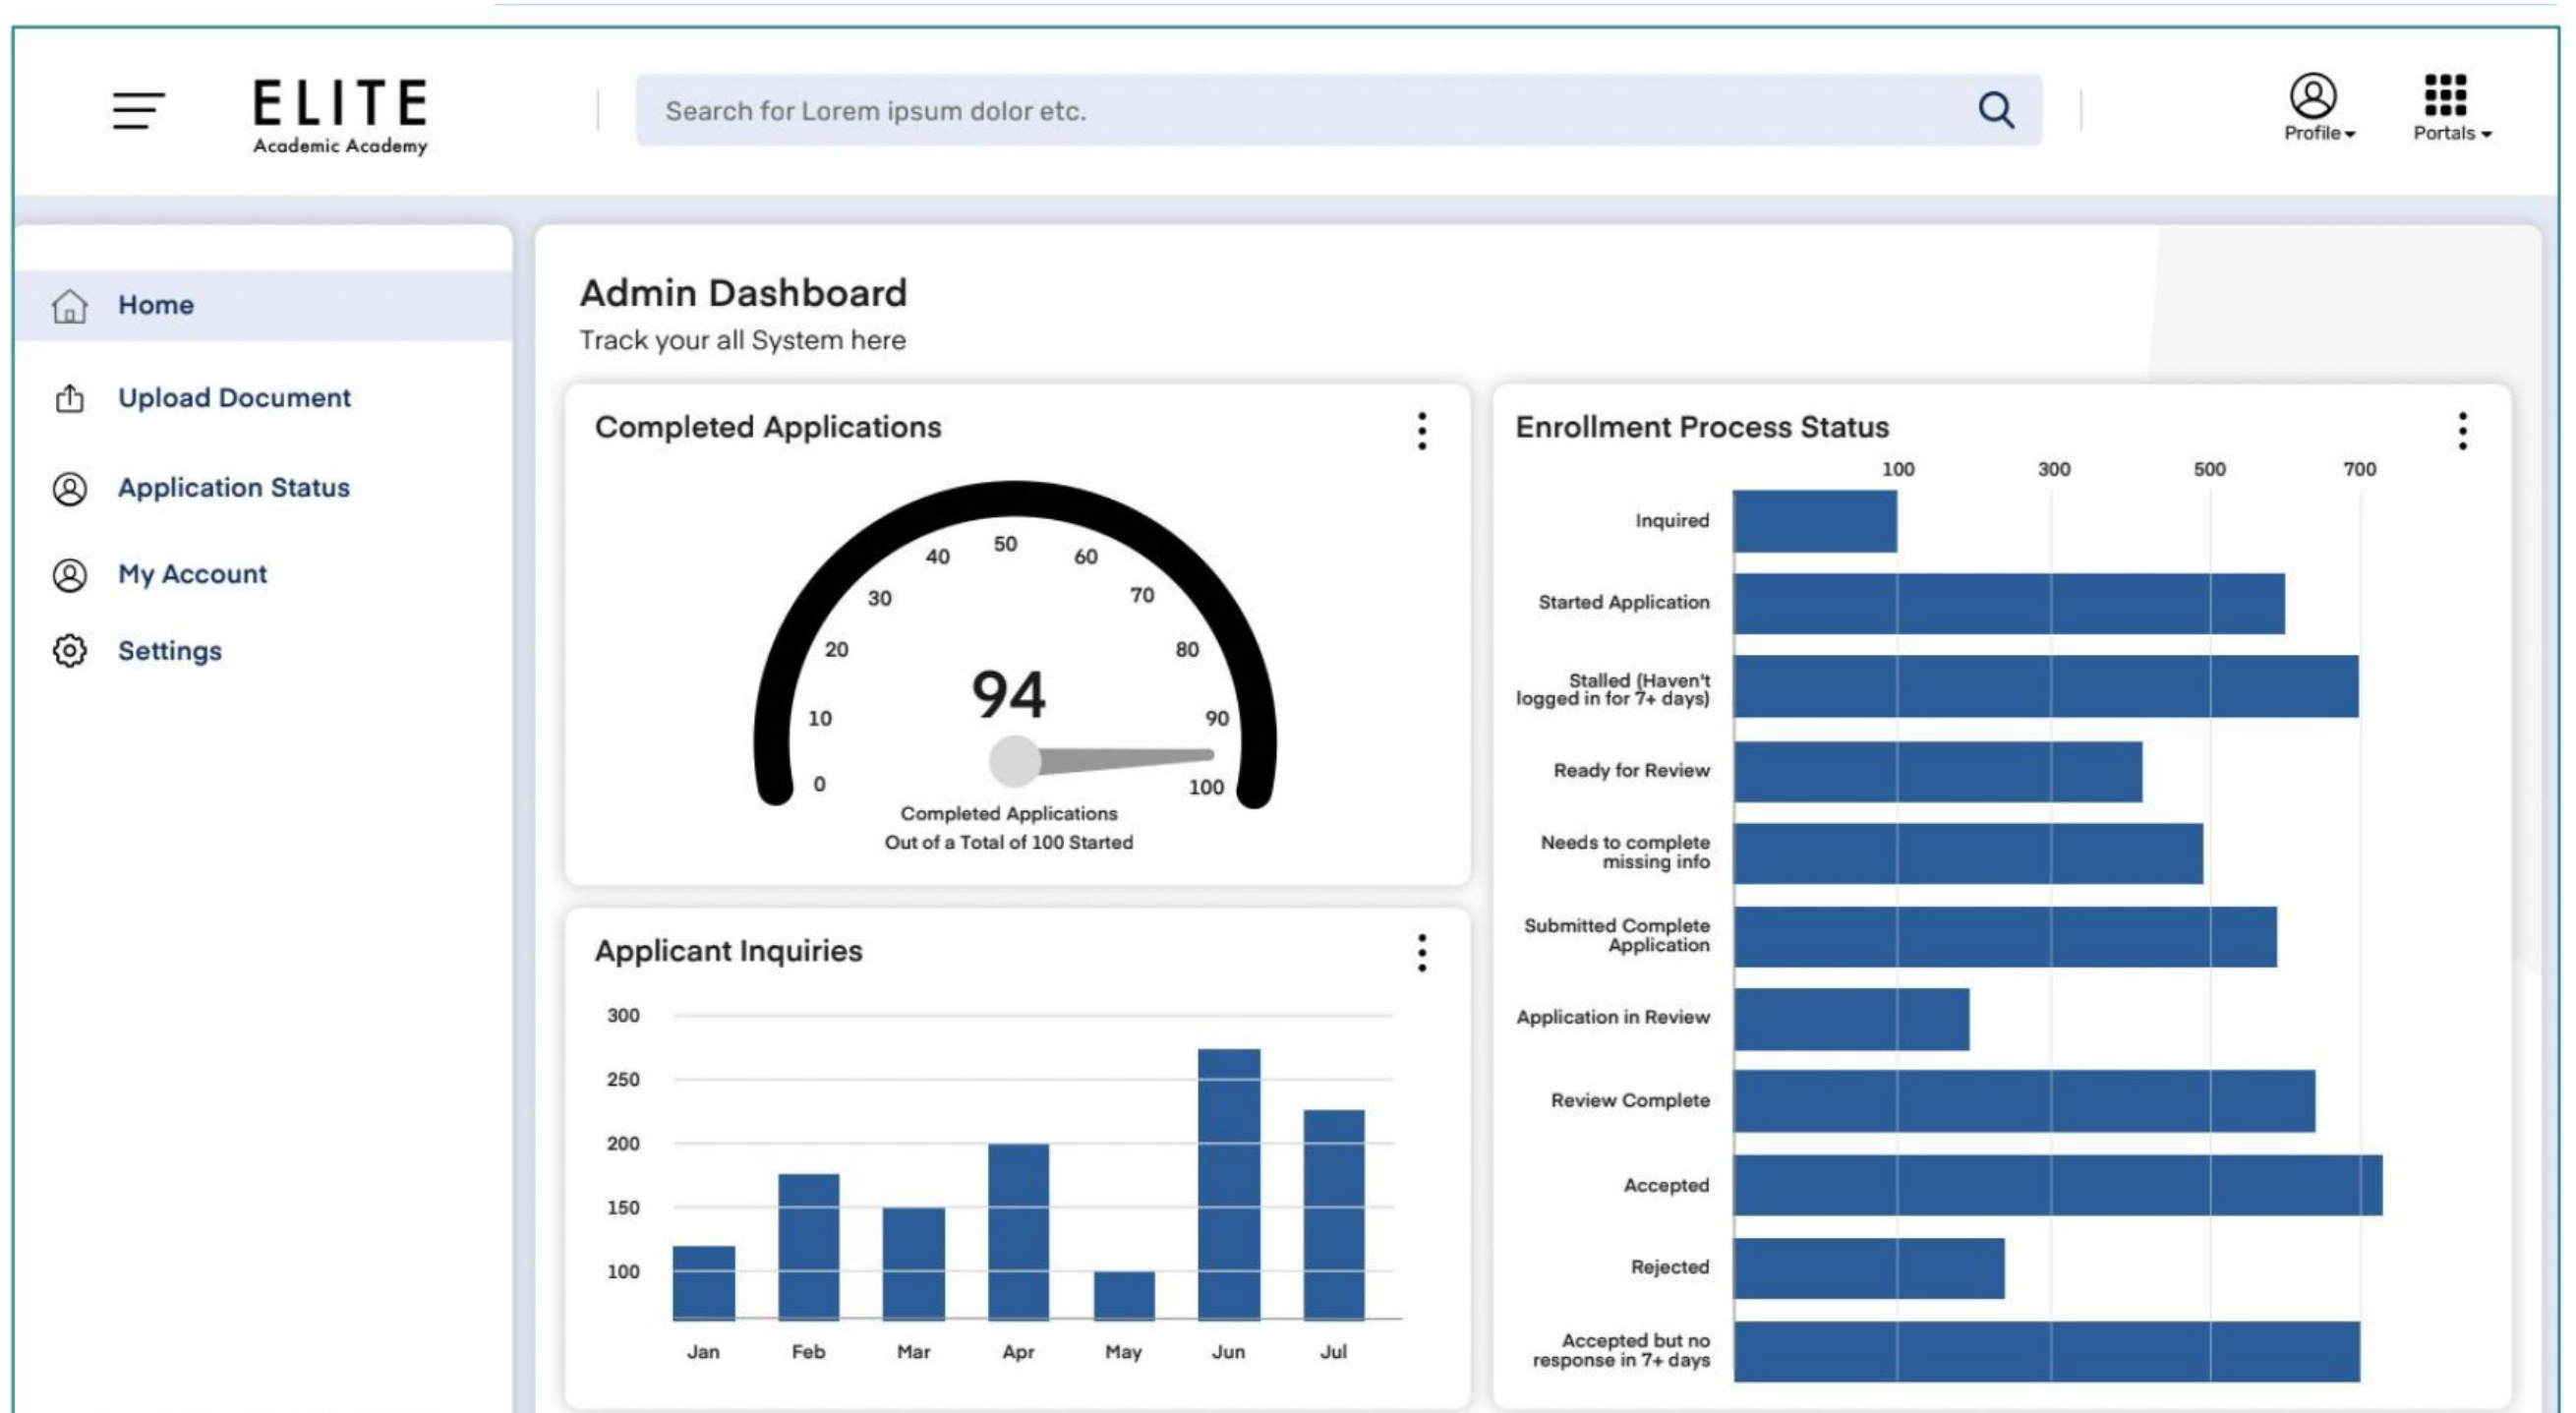 ELITE
Academic Academy
Search for Lorem ipsum dolor etc.
Profile
Portals
Home
Upload Document
Application Status
My Account
Settings
Admin Dashboard
Track your all System here
Completed Applications
0
10
20
30
40
50
60
70
80
90
100
94
Completed Applications
Out of a Total of 100 Started
Applicant Inquiries
300
250
200
150
100
Jan Feb Mar Apr May Jun Jul
Enrollment Process Status
100 300 500 700
Inquired
Started Application
Stalled (Haven't
logged in for 7+ days)
Ready for Review
Needs to complete
missing info
Submitted Complete
Application
Application in Review
Review Complete
Accepted
Rejected
Accepted but no
response in 7+ days